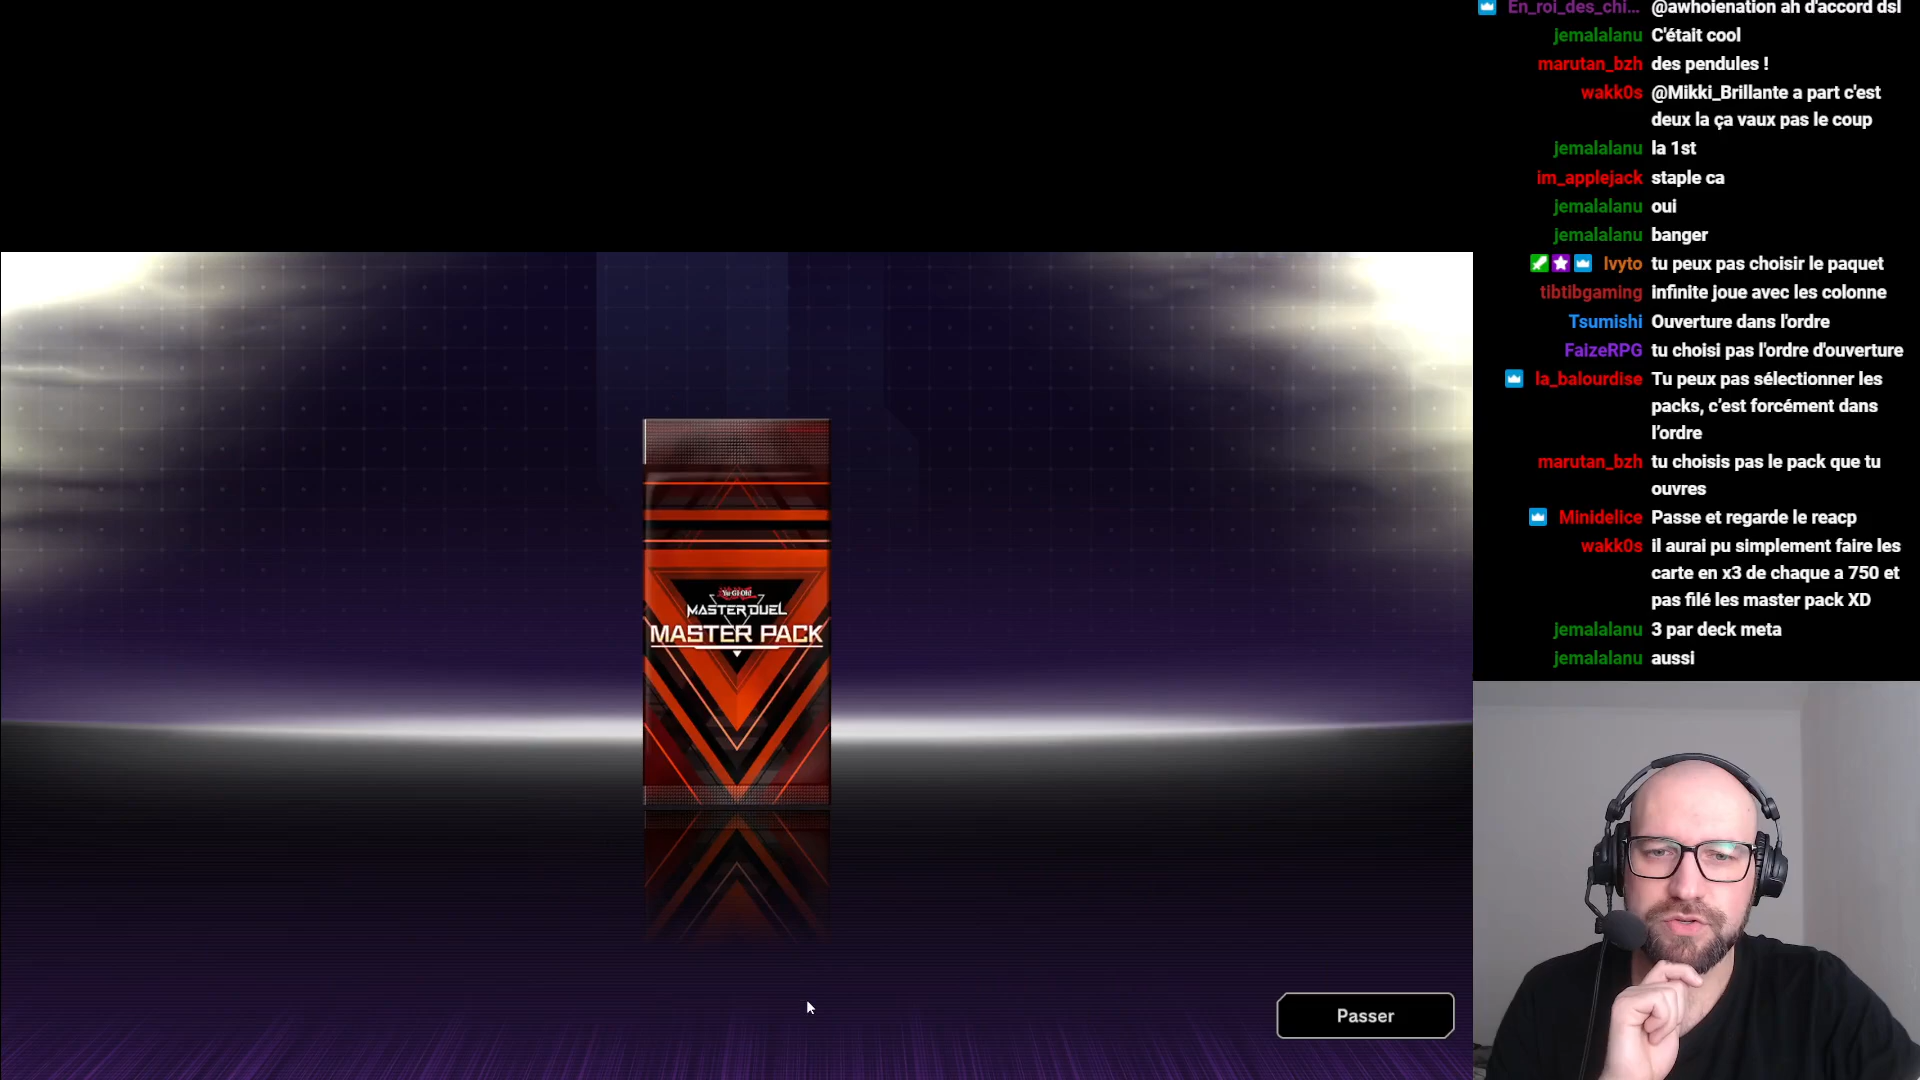 En_roi_des_chi... @awhoienation ah d'accord dsl
jemalalanu C'était cool
marutan_bzh des pendules !
wakk0s @Mikki_Brillante a part c'est
deux la ça vaux pas le coup
jemalalanu la 1st
im_applejack staple ca
jemalalanu oui
jemalalanu banger
Ivyto tu peux pas choisir le paquet
tibtibgaming infinite joue avec les colonne
Tsumishi Ouverture dans l'ordre
FaizeRPG tu choisi pas l'ordre d'ouverture
la_balourdise Tu peux pas sélectionner les
packs, c’est forcément dans
l’ordre
marutan_bzh tu choisis pas le pack que tu
ouvres
Minidelice Passe et regarde le reacp
wakk0s il aurai pu simplement faire les
carte en x3 de chaque a 750 et
pas filé les master pack XD
jemalalanu 3 par deck meta
jemalalanu aussi
Yu-Gi-Oh!
MASTER DUEL
MASTER PACK
Passer